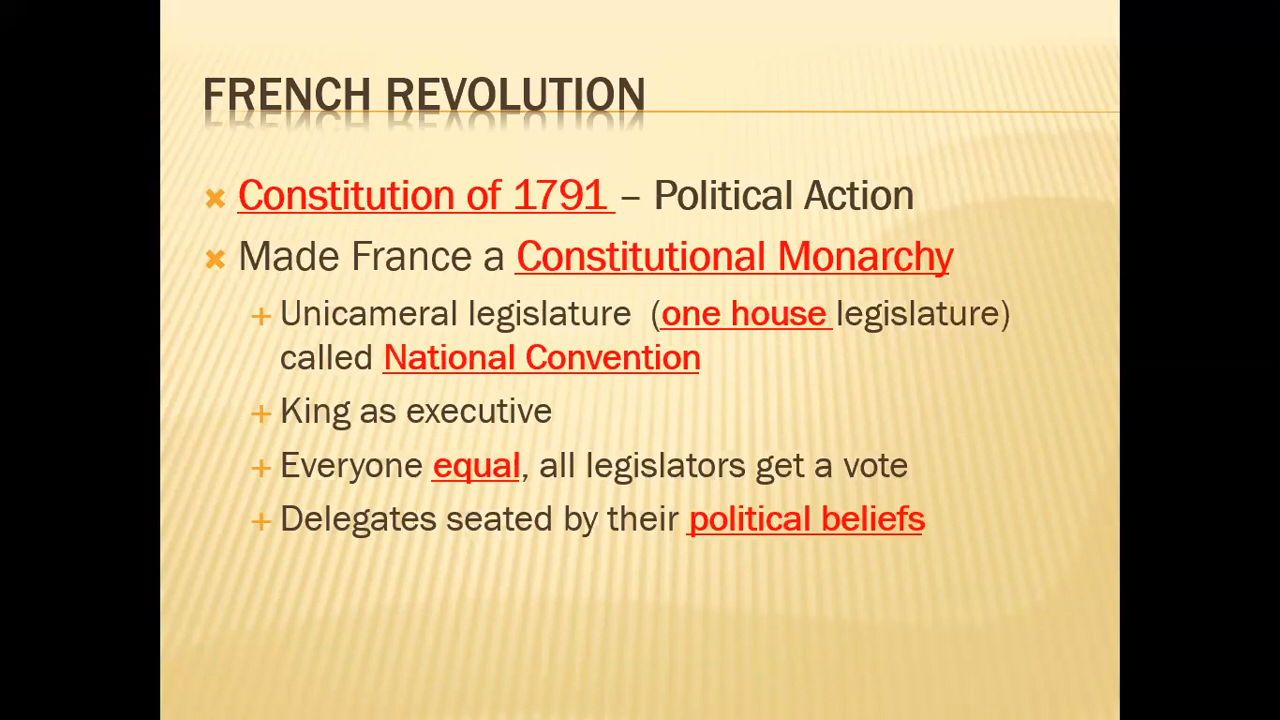 FRENCH REVOLUTION
Constitution of 1791 – Political Action
Made France a Constitutional Monarchy
Unicameral legislature (one house legislature)
called National Convention
King as executive
Everyone equal, all legislators get a vote
Delegates seated by their political beliefs